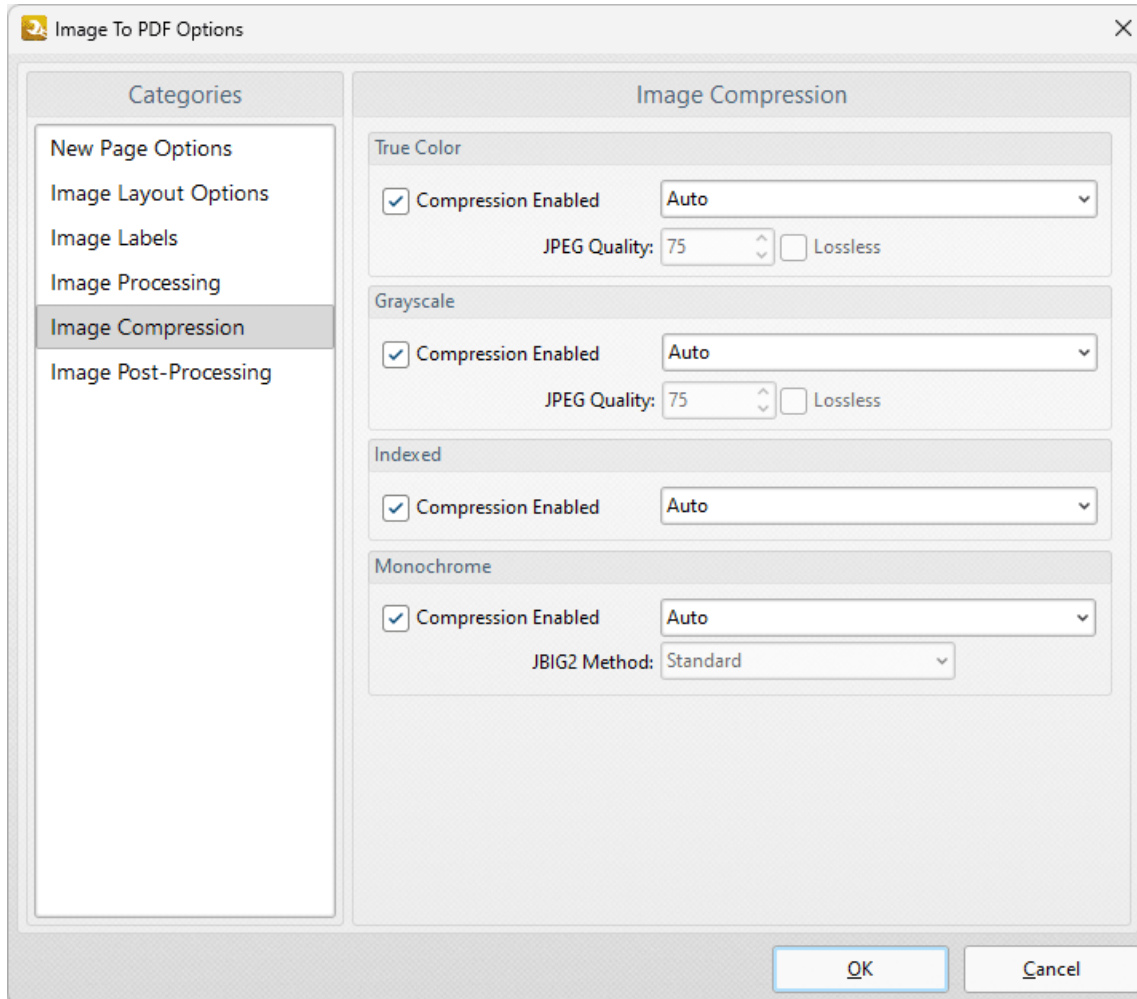 Image To PDF Options
Categories
New Page Options
Image Layout Options
Image Labels
Image Processing
Image Compression
Image Post-Processing
Image Compression
True Color
Compression Enabled Auto
JPEG Quality: 75 Lossless
Grayscale
Compression Enabled Auto
JPEG Quality: 75 Lossless
Indexed
Compression Enabled Auto
Monochrome
Compression Enabled Auto
JBIG2 Method: Standard
OK Cancel